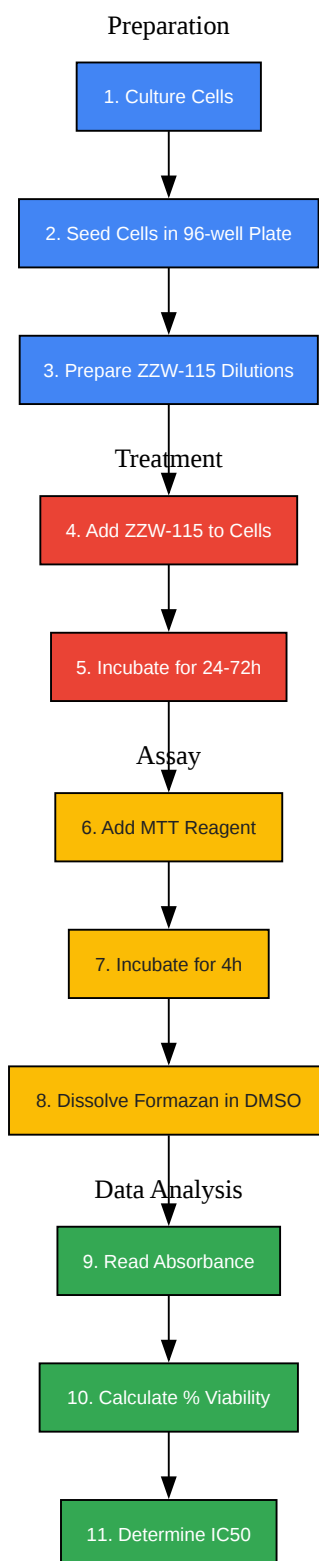 Preparation
1. Culture Cells
2. Seed Cells in 96-well Plate
3. Prepare ZZW-115 Dilutions
Treatment
4. Add ZZW-115 to Cells
5. Incubate for 24-72h
Assay
6. Add MTT Reagent
7. Incubate for 4h
8. Dissolve Formazan in DMSO
Data Analysis
9. Read Absorbance
10. Calculate % Viability
11. Determine IC50